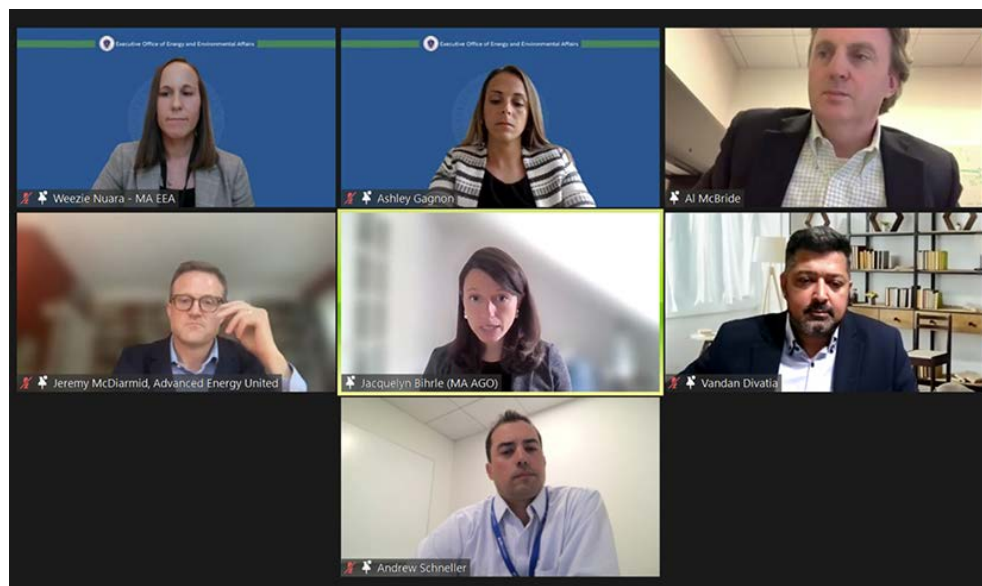 Executive Office of Energy and Environmental Affairs
Executive Office of Energy and Environmental Affairs
Weezie Nuara - MA EEA
Ashley Gagnon
Al McBride
Jeremy McDiarmid, Advanced Energy United
Jacquelyn Bihrle (MA AGO)
Vandan Divatia
Andrew Schneller